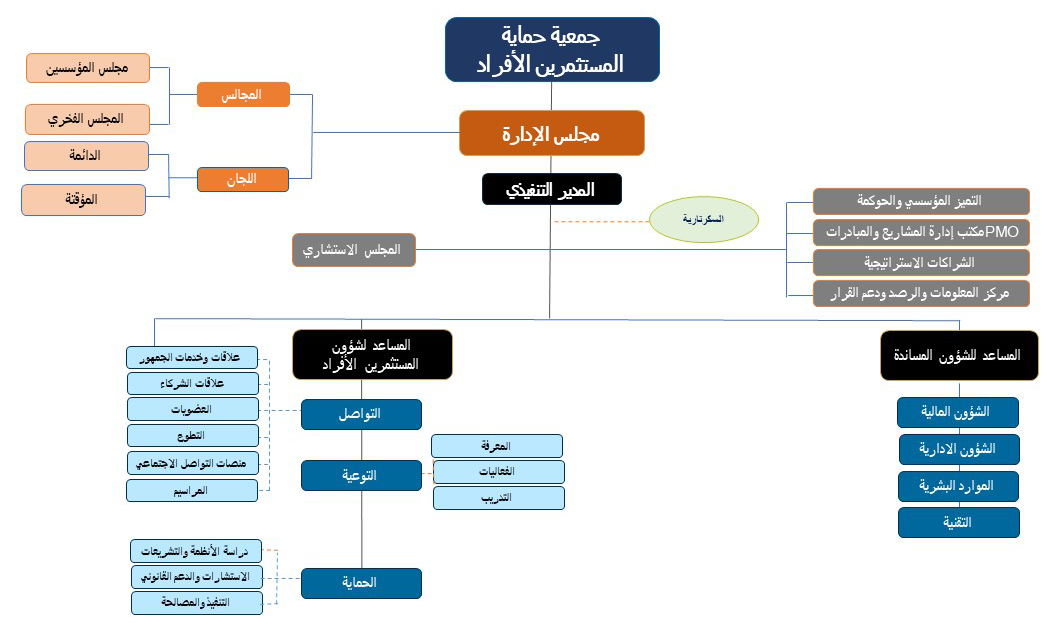 جمعية حماية
المستثمرين الأفراد
مجلس الإدارة
المدير التنفيذي
السكرتارية
المجالس
مجلس المؤسسين
المجلس الفخري
اللجان
الدائمة
المؤقتة
التميز المؤسسي والحوكمة
PMOمكتب إدارة المشاريع والمبادرات
الشراكات الاستراتيجية
مركز المعلومات والرصد ودعم القرار
المجلس الاستشاري
المساعد للشؤون المساندة
الشؤون المالية
الشؤون الادارية
الموارد البشرية
التقنية
المساعد لشؤون
المستثمرين الأفراد
التواصل
علاقات وخدمات الجمهور
علاقات الشركاء
العضويات
التطوع
منصات التواصل الاجتماعي
المراسيم
التوعية
المعرفة
الفعاليات
التدريب
الحماية
دراسة الأنظمة والتشريعات
الاستشارات والدعم القانوني
التنفيذ والمصالحة